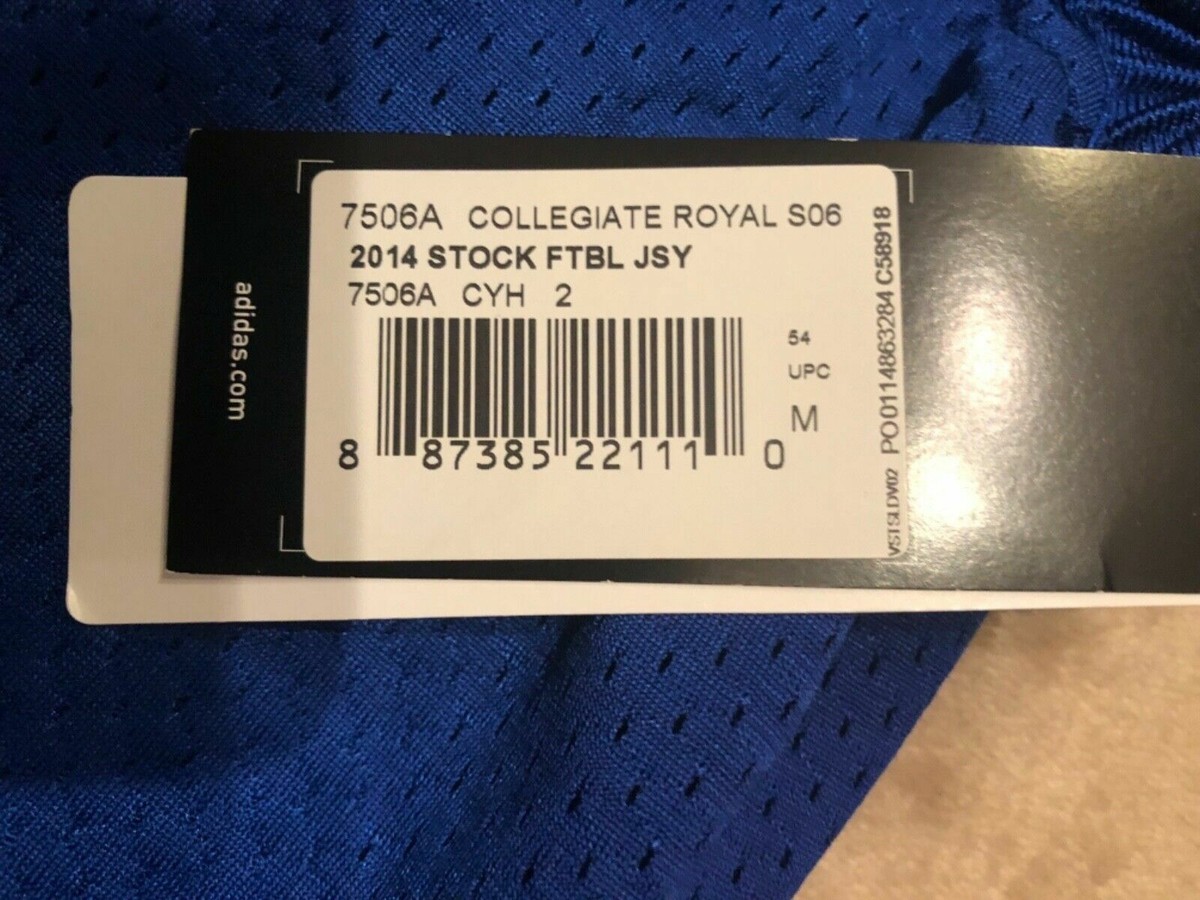 adidas.com
7506A COLLEGIATE ROYAL S06
2014 STOCK FTBL JSY
7506A CYH 2
54
UPC
M
8 87385 22111 0
VSTSLDV02 PO0114863284 C58918